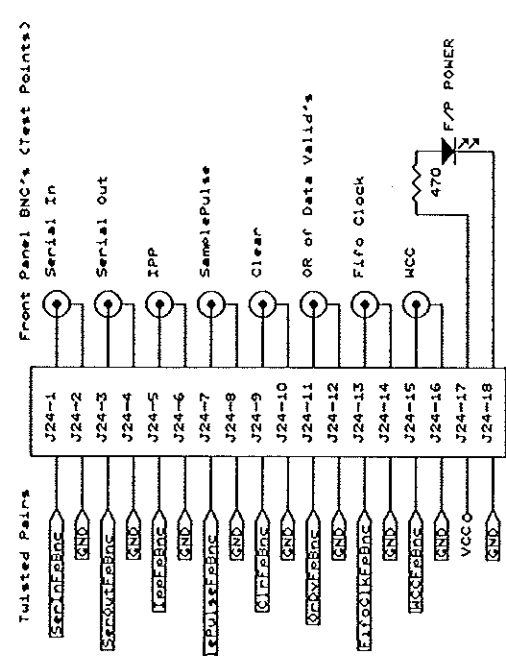 Front Panel BNC's (Test Points)
Twisted Pairs
SerInFpBnc J24-1 Serial In
GND J24-2
SerOutFpBnc J24-3 Serial Out
GND J24-4
IppFpBnc J24-5 IPP
GND J24-6
lePulseFpBnc J24-7 SamplePulse
GND J24-8
ClrFpBnc J24-9 Clear
GND J24-10
OrDvFpBnc J24-11 OR of Data Valid's
GND J24-12
FifoClkFpBnc J24-13 Fifo Clock
GND J24-14
WCCFpBnc J24-15 WCC
GND J24-16
VCC J24-17 470
GND J24-18 F/P POWER